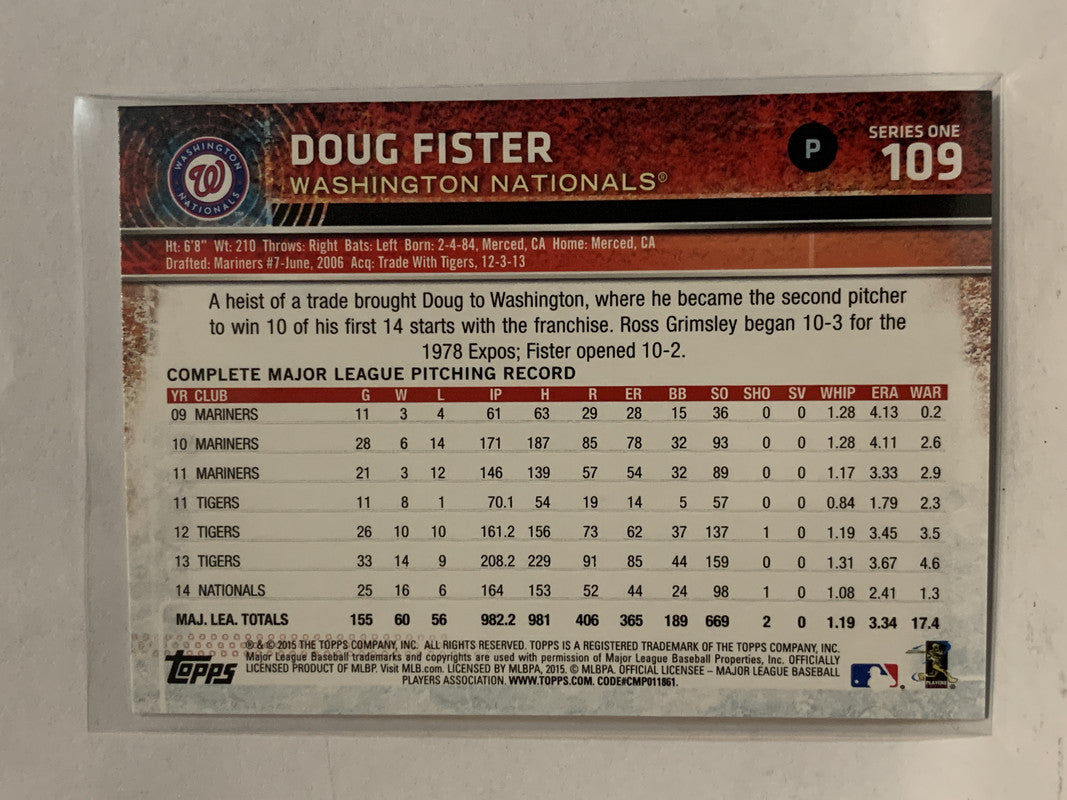 WASHINGTON
W
NATIONALS
DOUG FISTER
WASHINGTON NATIONALS®
P
SERIES ONE
109
Ht: 6'8" Wt: 210 Throws: Right Bats: Left Born: 2-4-84, Merced, CA Home: Merced, CA
Drafted: Mariners #7-June, 2006 Acq: Trade With Tigers, 12-3-13
A heist of a trade brought Doug to Washington, where he became the second pitcher
to win 10 of his first 14 starts with the franchise. Ross Grimsley began 10-3 for the
1978 Expos; Fister opened 10-2.
COMPLETE MAJOR LEAGUE PITCHING RECORD
YR CLUB G W L IP H R ER BB SO SHO SV WHIP ERA WAR
09 MARINERS 11 3 4 61 63 29 28 15 36 0 0 1.28 4.13 0.2
10 MARINERS 28 6 14 171 187 85 78 32 93 0 0 1.28 4.11 2.6
11 MARINERS 21 3 12 146 139 57 54 32 89 0 0 1.17 3.33 2.9
11 TIGERS 11 8 1 70.1 54 19 14 5 57 0 0 0.84 1.79 2.3
12 TIGERS 26 10 10 161.2 156 73 62 37 137 1 0 1.19 3.45 3.5
13 TIGERS 33 14 9 208.2 229 91 85 44 159 0 0 1.31 3.67 4.6
14 NATIONALS 25 16 6 164 153 52 44 24 98 1 0 1.08 2.41 1.3
MAJ. LEA. TOTALS 155 60 56 982.2 981 406 365 189 669 2 0 1.19 3.34 17.4
TOPPS
® & © 2015 THE TOPPS COMPANY, INC. ALL RIGHTS RESERVED. TOPPS IS A REGISTERED TRADEMARK OF THE TOPPS COMPANY, INC.
Major League Baseball trademarks and copyrights are used with permission of Major League Baseball Properties, Inc. OFFICIALLY
LICENSED PRODUCT OF MLBP. Visit MLB.com. LICENSED BY MLBPA, 2015. © MLBPA. OFFICIAL LICENSEE – MAJOR LEAGUE BASEBALL
PLAYERS ASSOCIATION. WWW.TOPPS.COM. CODE#CMP011861.
PLAYERS